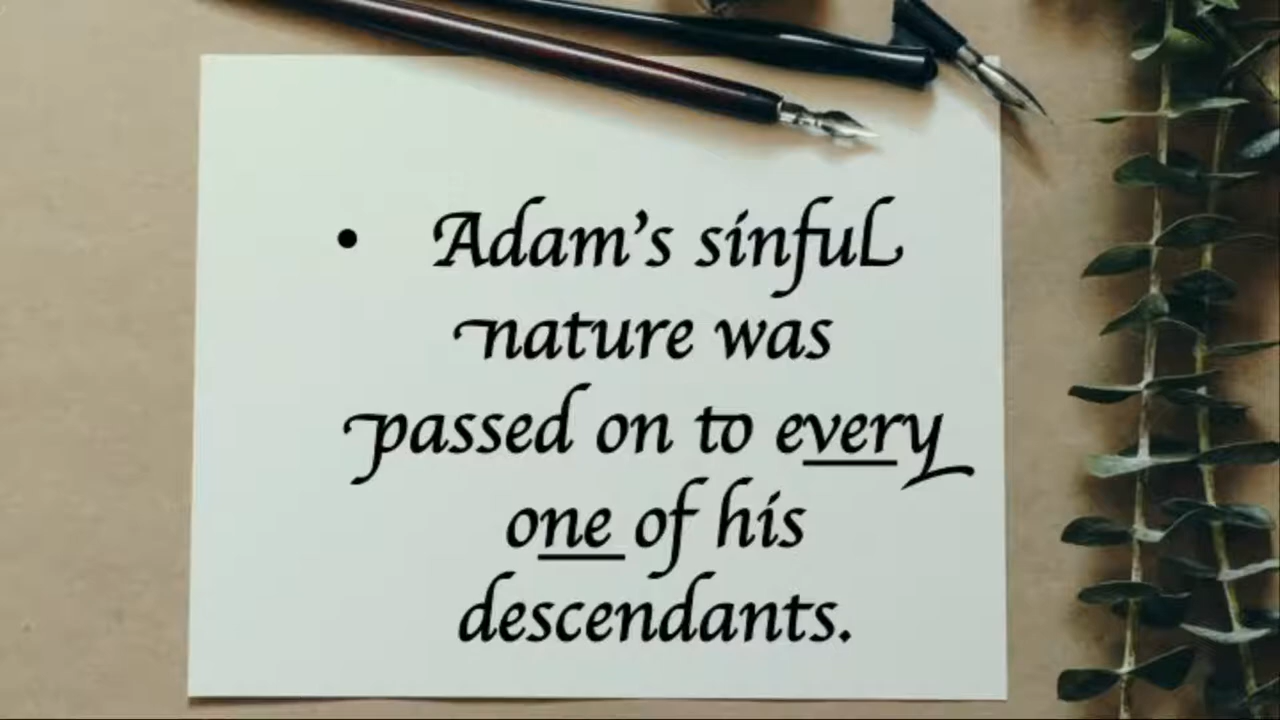 • Adam's sinful
nature was
passed on to every
one of his
descendants.